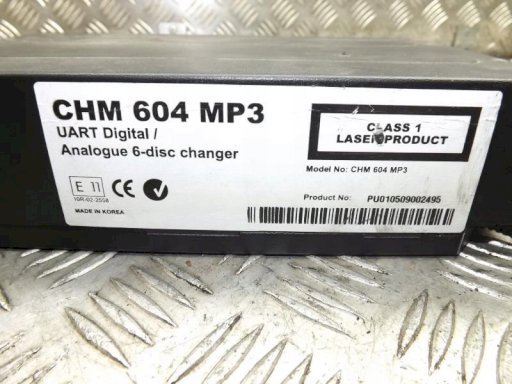 CHM 604 MP3
UART Digital /
Analogue 6-disc changer
CLASS 1
LASER PRODUCT
Model No: CHM 604 MP3
E 11
CE
10R-02-2558
MADE IN KOREA
Product No: PU010509002495